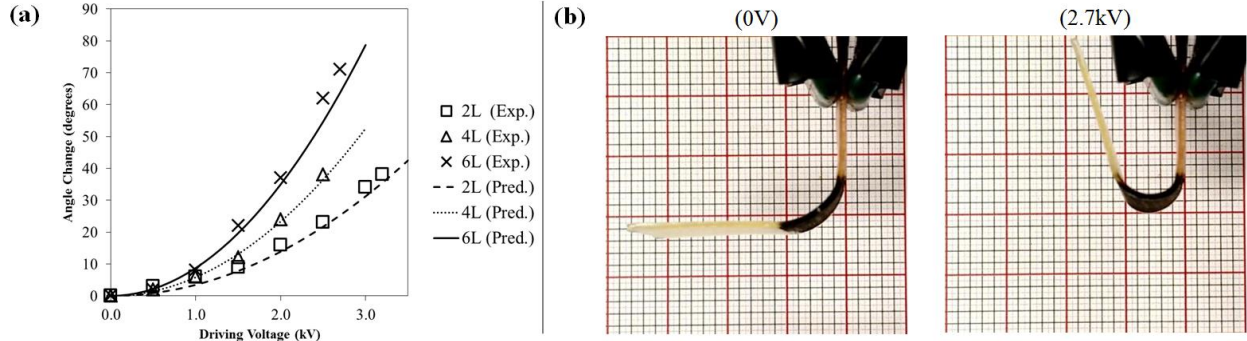 (a)
90
80
70
60
50
40
30
20
10
0
Angle Change (degrees)
0.0 1.0 2.0 3.0
Driving Voltage (kV)
2L (Exp.)
4L (Exp.)
6L (Exp.)
2L (Pred.)
4L (Pred.)
6L (Pred.)
(b)
(0V)
(2.7kV)